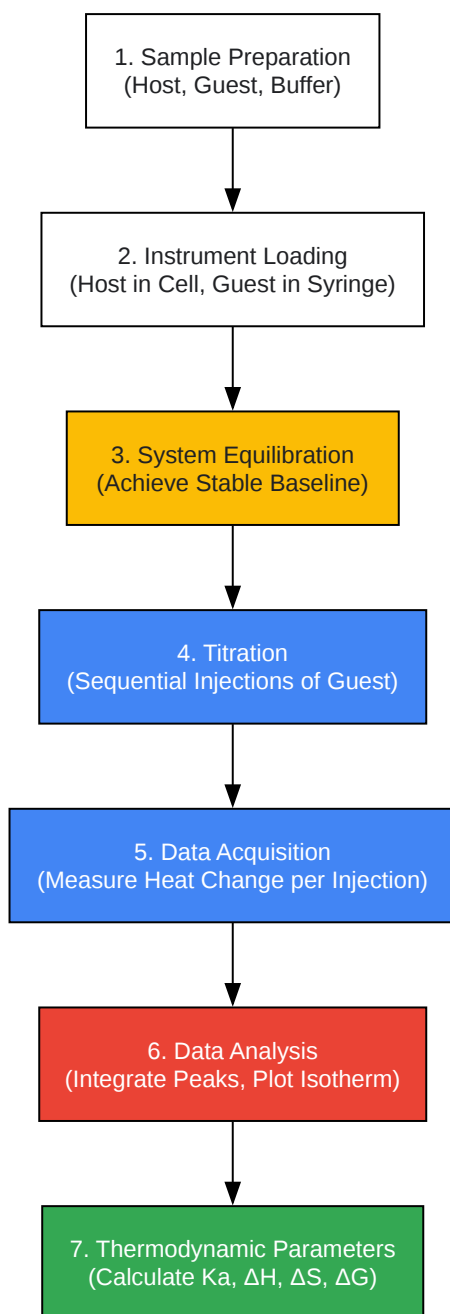 1. Sample Preparation
(Host, Guest, Buffer)
2. Instrument Loading
(Host in Cell, Guest in Syringe)
3. System Equilibration
(Achieve Stable Baseline)
4. Titration
(Sequential Injections of Guest)
5. Data Acquisition
(Measure Heat Change per Injection)
6. Data Analysis
(Integrate Peaks, Plot Isotherm)
7. Thermodynamic Parameters
(Calculate Ka, ΔH, ΔS, ΔG)